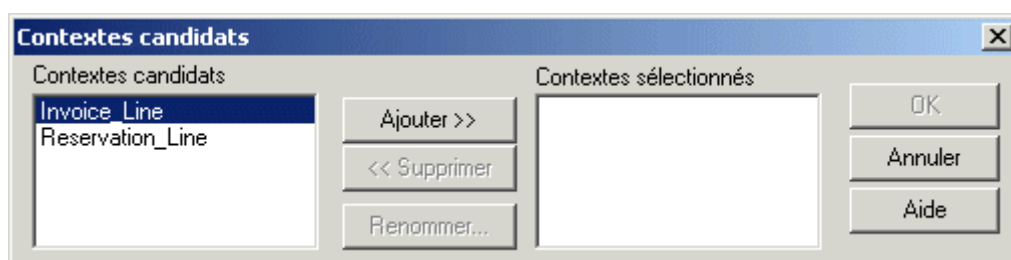 Contextes candidats
Contextes candidats
Invoice_Line
Reservation_Line
Ajouter >>
<< Supprimer
Renommer...
Contextes sélectionnés
OK
Annuler
Aide